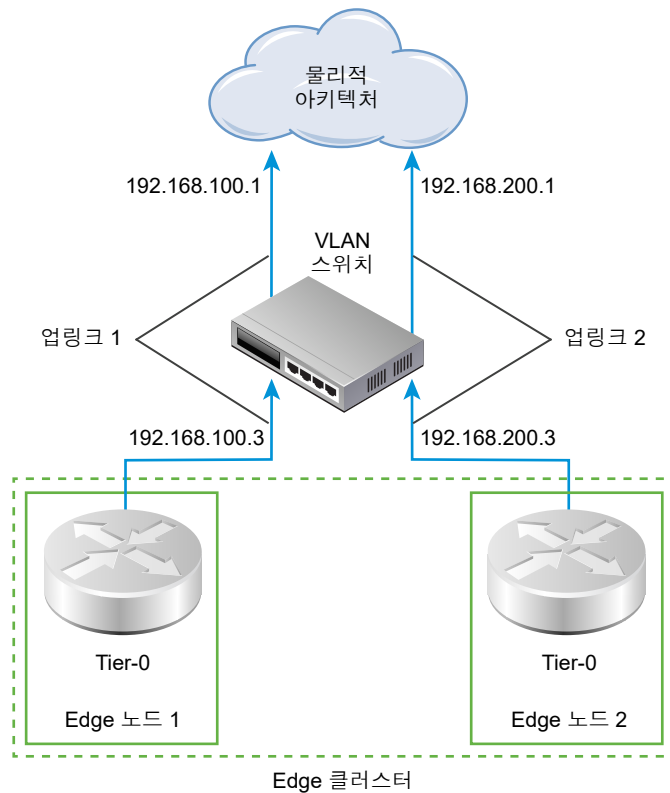 물리적
아키텍처
192.168.100.1
192.168.200.1
VLAN
스위치
업링크 1
업링크 2
192.168.100.3
192.168.200.3
Tier-0
Tier-0
Edge 노드 1
Edge 노드 2
Edge 클러스터